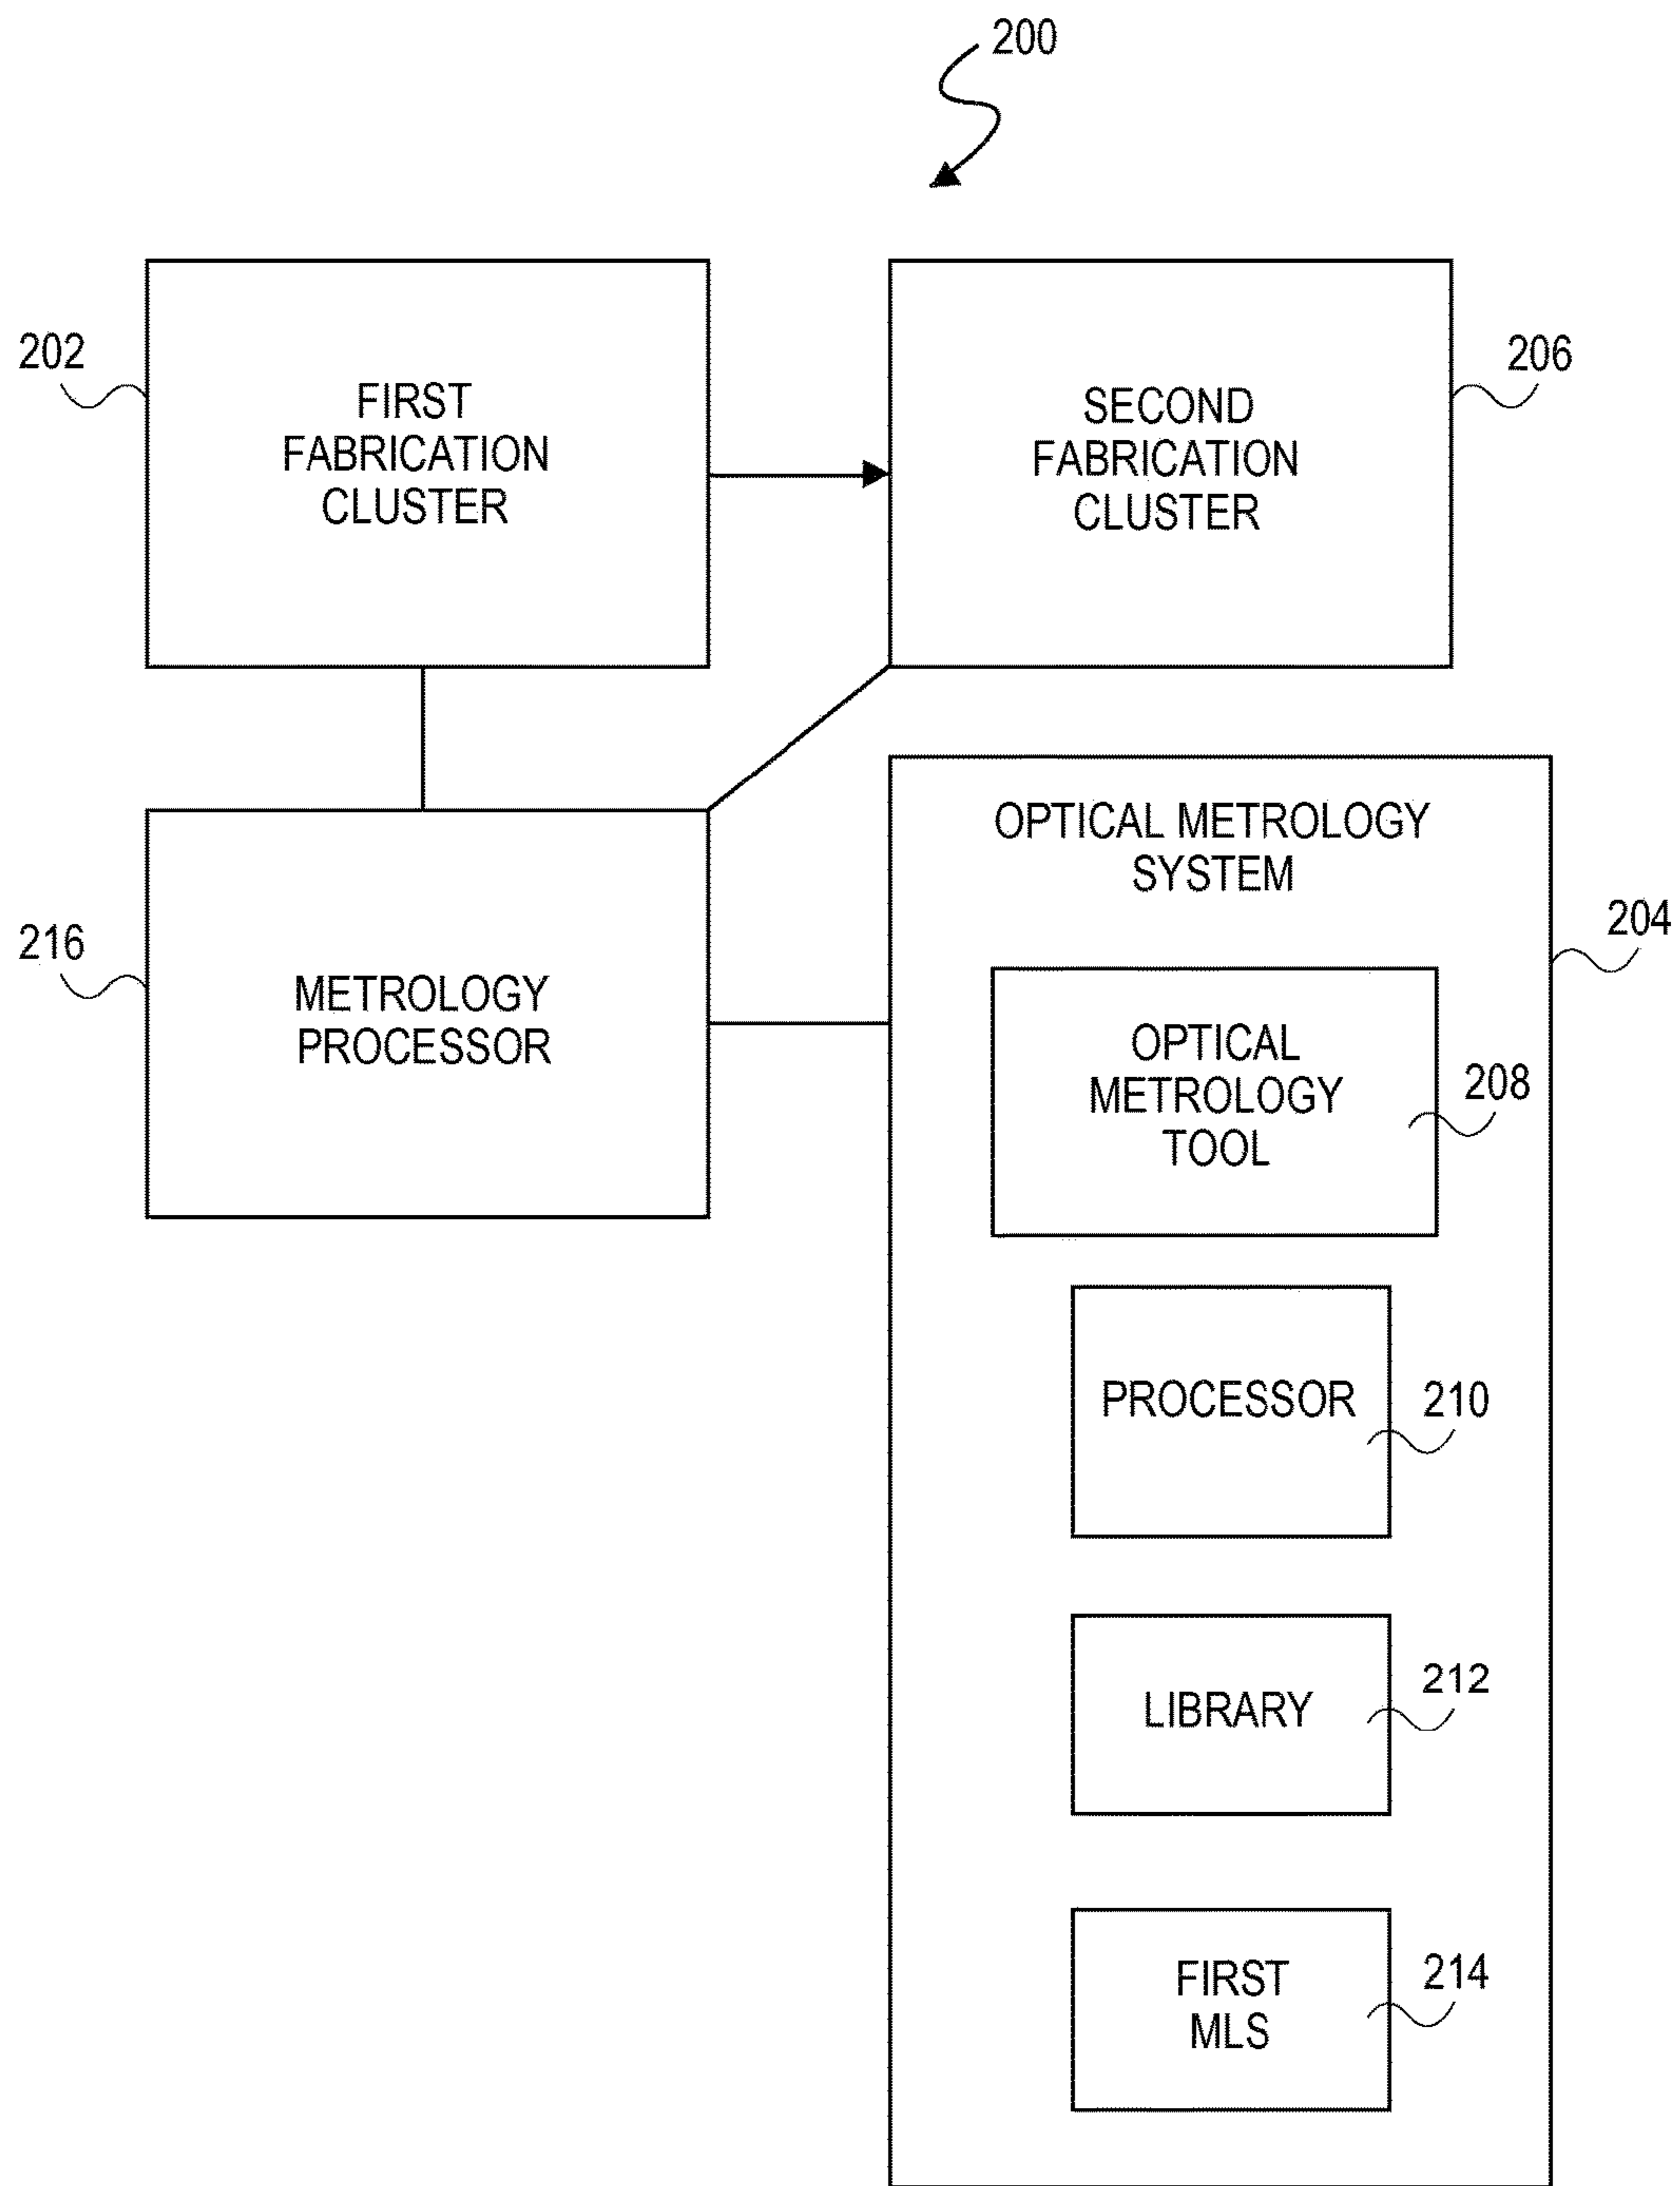 200
202
FIRST
FABRICATION
CLUSTER
SECOND
FABRICATION
CLUSTER
206
216
METROLOGY
PROCESSOR
OPTICAL METROLOGY
SYSTEM
204
OPTICAL
METROLOGY
TOOL
208
PROCESSOR
210
LIBRARY
212
FIRST
MLS
214